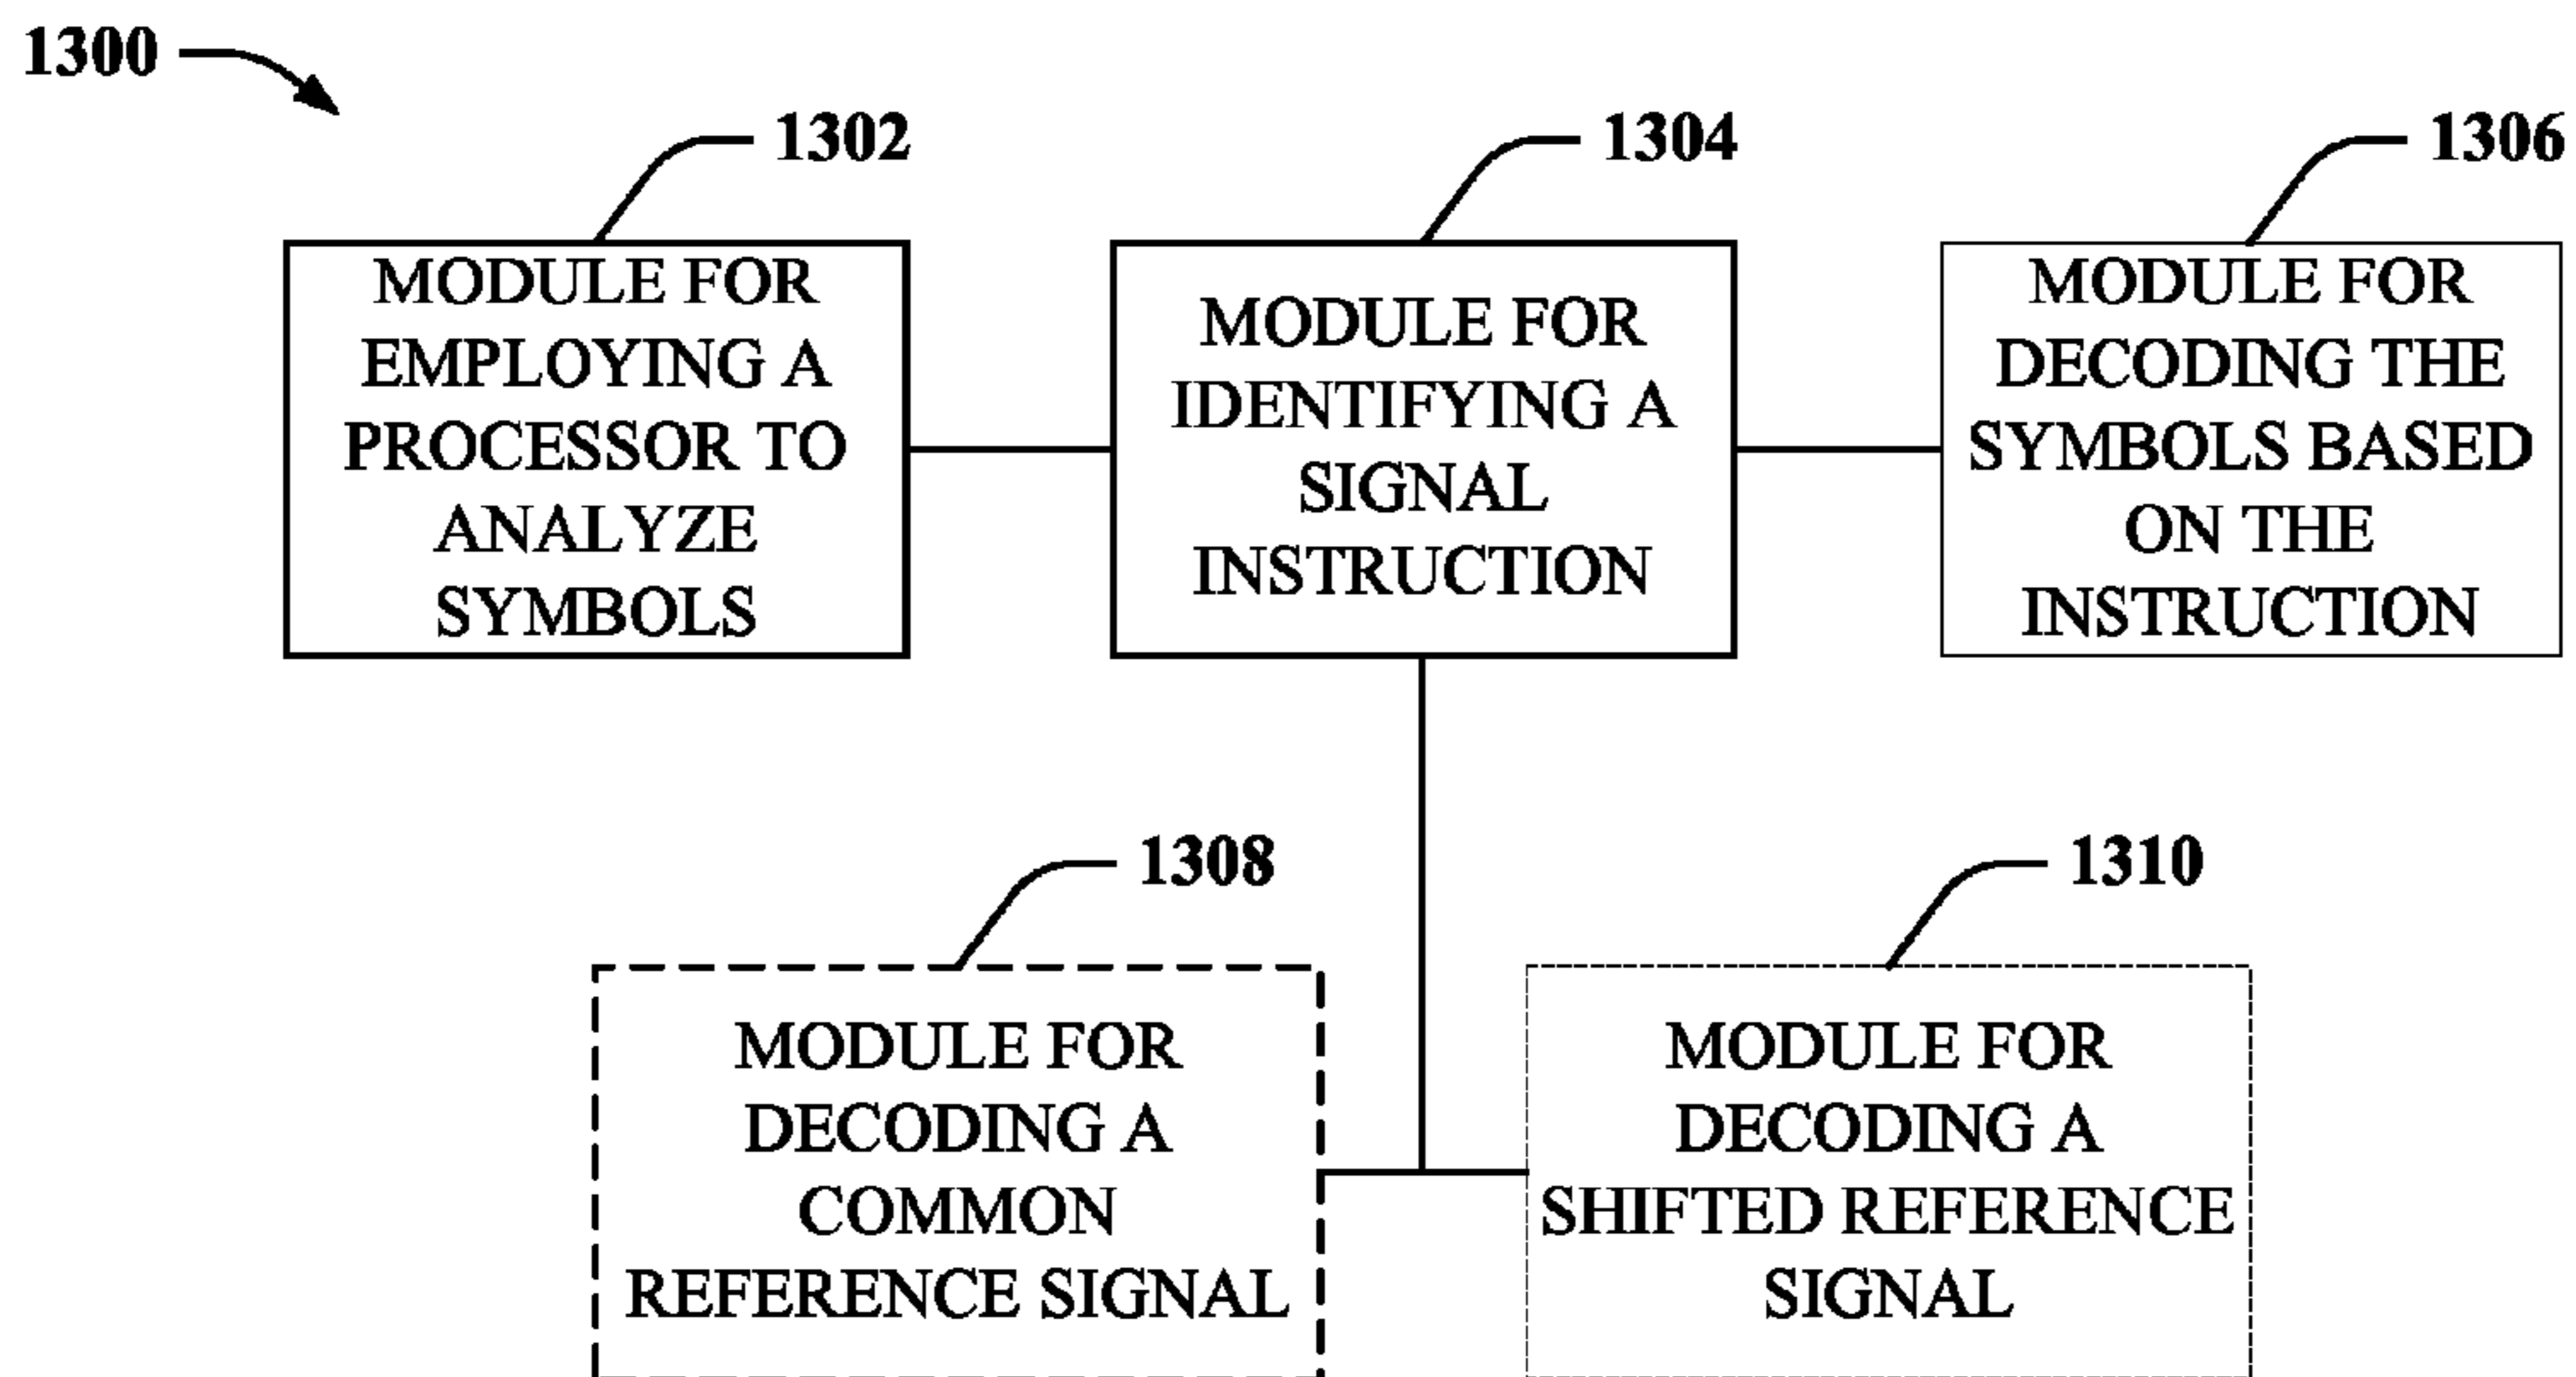 1300
1302
1304
1306
MODULE FOR
EMPLOYING A
PROCESSOR TO
ANALYZE
SYMBOLS
MODULE FOR
IDENTIFYING A
SIGNAL
INSTRUCTION
MODULE FOR
DECODING THE
SYMBOLS BASED
ON THE
INSTRUCTION
1308
1310
MODULE FOR
DECODING A
COMMON
REFERENCE SIGNAL
MODULE FOR
DECODING A
SHIFTED REFERENCE
SIGNAL